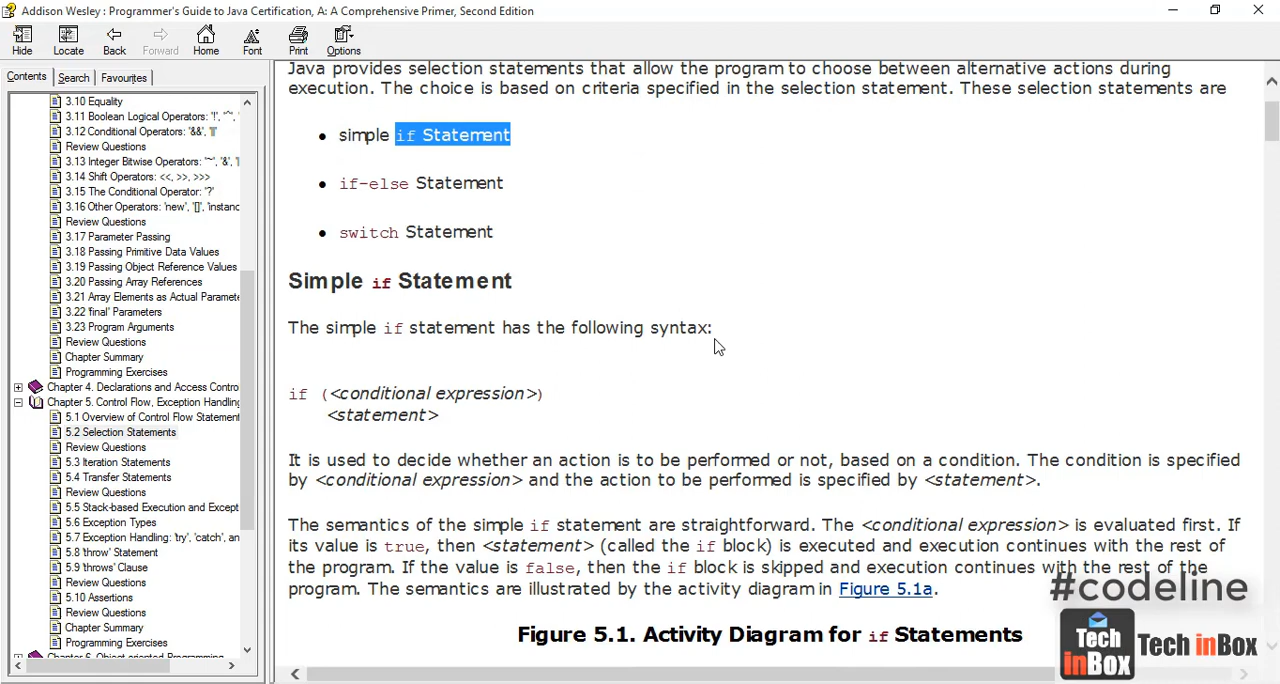 Addison Wesley : Programmer's Guide to Java Certification, A: A Comprehensive Primer, Second Edition
Hide Locate Back Forward Home Font Print Options
Contents Search Favourites
3.10 Equality
3.11 Boolean Logical Operators: '!', '^', '
3.12 Conditional Operators: '&&', '||'
Review Questions
3.13 Integer Bitwise Operators: '~', '&', '|
3.14 Shift Operators: <<, >>, >>>
3.15 The Conditional Operator: '?'
3.16 Other Operators: 'new', '[]', 'instanc
Review Questions
3.17 Parameter Passing
3.18 Passing Primitive Data Values
3.19 Passing Object Reference Values
3.20 Passing Array References
3.21 Array Elements as Actual Paramete
3.22 'final' Parameters
3.23 Program Arguments
Review Questions
Chapter Summary
Programming Exercises
Chapter 4. Declarations and Access Contro
Chapter 5. Control Flow, Exception Handling
5.1 Overview of Control Flow Statement
5.2 Selection Statements
Review Questions
5.3 Iteration Statements
5.4 Transfer Statements
Review Questions
5.5 Stack-based Execution and Except
5.6 Exception Types
5.7 Exception Handling: 'try', 'catch', an
5.8 'throw' Statement
5.9 'throws' Clause
Review Questions
5.10 Assertions
Review Questions
Chapter Summary
Programming Exercises
Chapter 6. Object-oriented Programming
Java provides selection statements that allow the program to choose between alternative actions during
execution. The choice is based on criteria specified in the selection statement. These selection statements are
• simple if Statement
• if-else Statement
• switch Statement
Simple if Statement
The simple if statement has the following syntax:
if (<conditional expression>)
<statement>
It is used to decide whether an action is to be performed or not, based on a condition. The condition is specified
by <conditional expression> and the action to be performed is specified by <statement>.
The semantics of the simple if statement are straightforward. The <conditional expression> is evaluated first. If
its value is true, then <statement> (called the if block) is executed and execution continues with the rest of
the program. If the value is false, then the if block is skipped and execution continues with the rest of the
program. The semantics are illustrated by the activity diagram in Figure 5.1a.
Figure 5.1. Activity Diagram for if Statements
#codeline
Tech inBox
Tech inBox